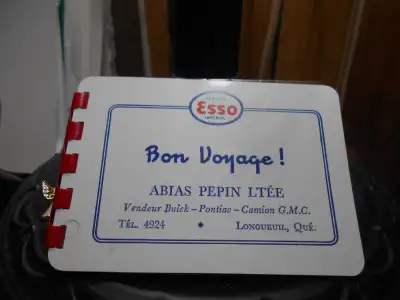 Esso
IMPERIAL
Bon Voyage!
ABIAS PEPIN LTÉE
Vendeur Buick - Pontiac - Camion G.M.C.
TÉL. 4924 ♦ LONGUEUIL, QUÉ.